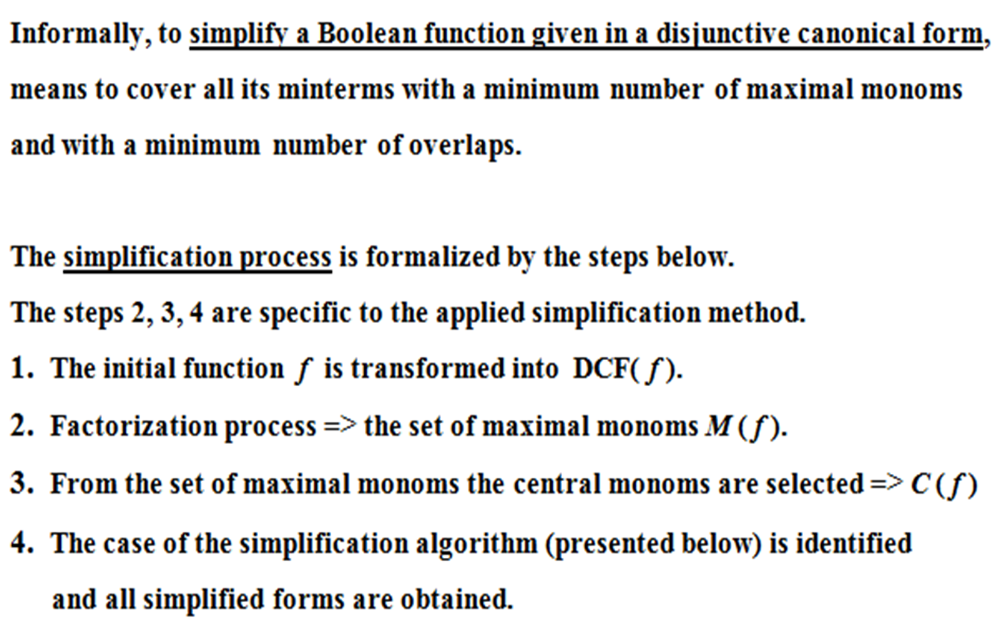 Informally, to simplify a Boolean function given in a disjunctive canonical form,
means to cover all its minterms with a minimum number of maximal monoms
and with a minimum number of overlaps.
The simplification process is formalized by the steps below.
The steps 2, 3, 4 are specific to the applied simplification method.
1. The initial function f is transformed into DCF( f ).
2. Factorization process => the set of maximal monoms M (f ).
3. From the set of maximal monoms the central monoms are selected => C (f )
4. The case of the simplification algorithm (presented below) is identified
and all simplified forms are obtained.